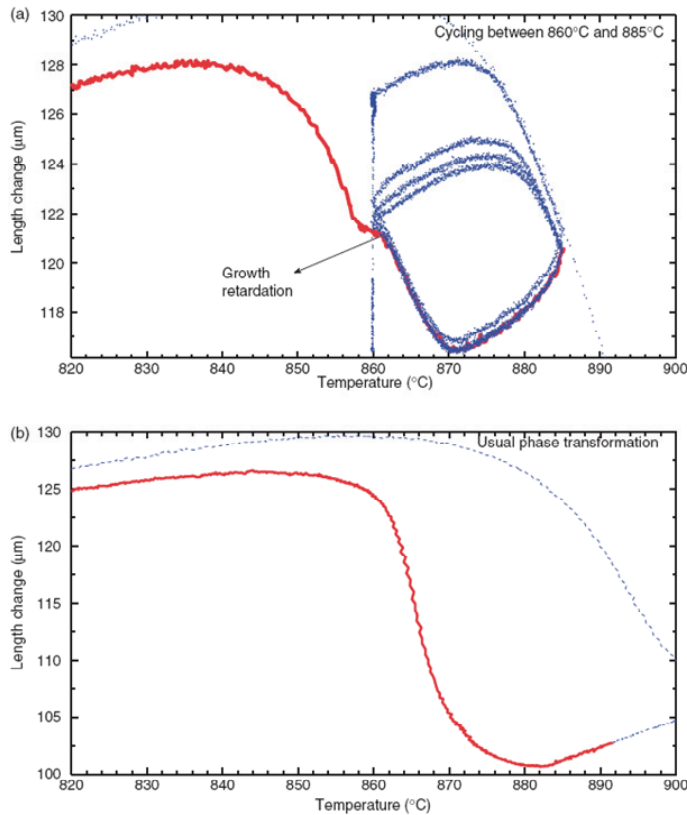 (a)
Cycling between 860°C and 885°C
130
128
126
124
122
120
118
Length change (µm)
Growth
retardation
820 830 840 850 860 870 880 890 900
Temperature (°C)
(b)
Usual phase transformation
130
125
120
115
110
105
100
Length change (µm)
820 830 840 850 860 870 880 890 900
Temperature (°C)